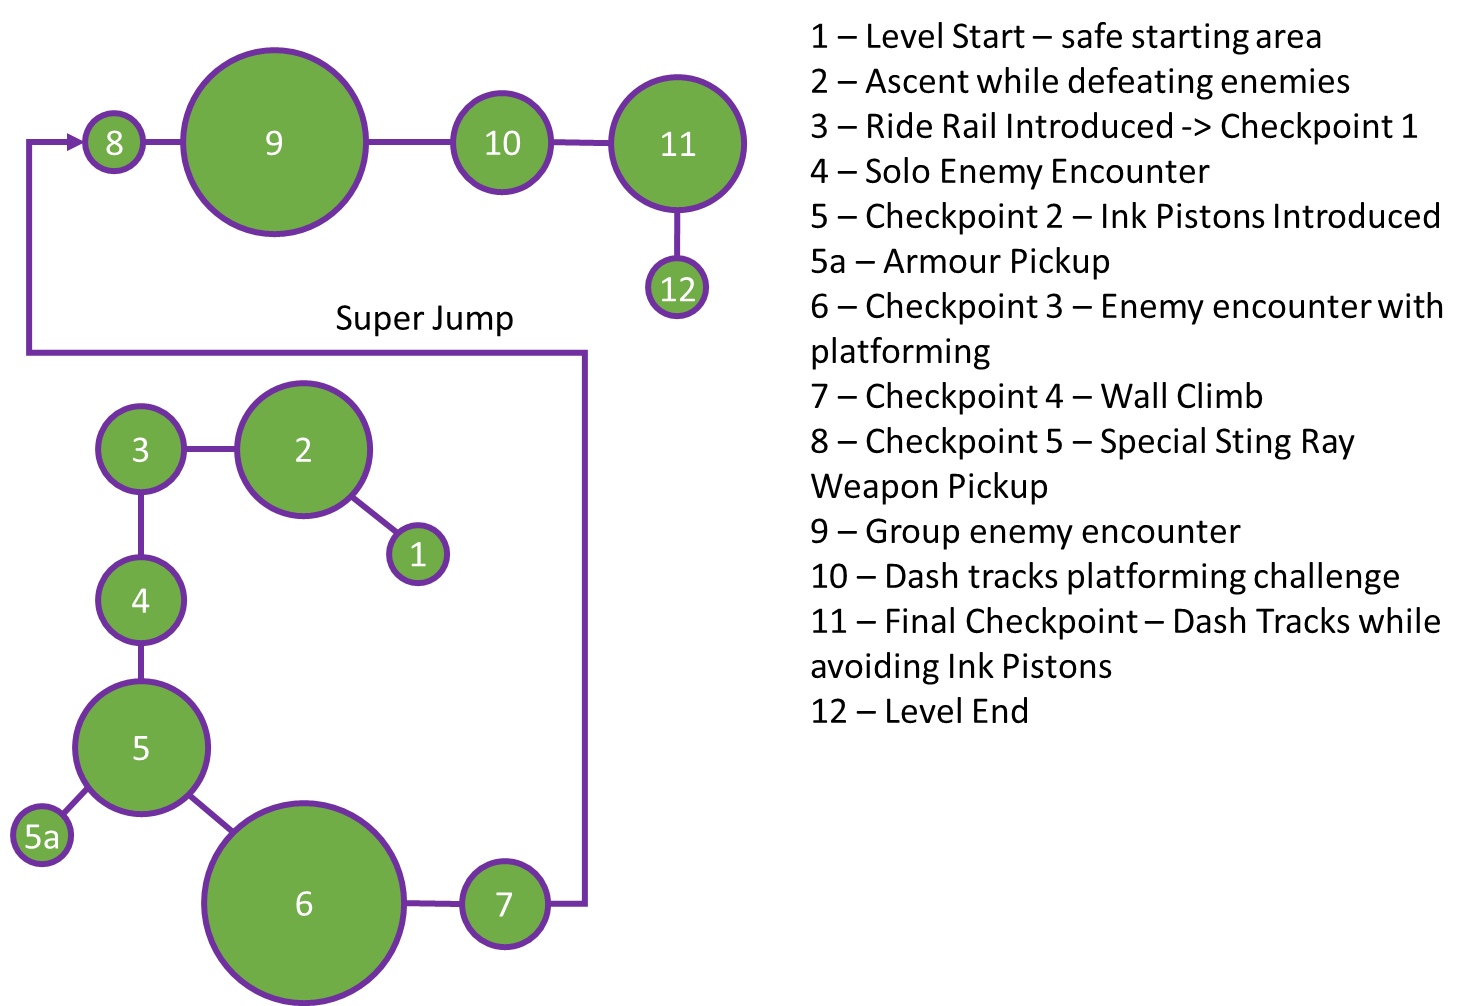 8
9
10
11
12
Super Jump
3
2
1
4
5
5a
6
7
1 – Level Start – safe starting area
2 – Ascent while defeating enemies
3 – Ride Rail Introduced -> Checkpoint 1
4 – Solo Enemy Encounter
5 – Checkpoint 2 – Ink Pistons Introduced
5a – Armour Pickup
6 – Checkpoint 3 – Enemy encounter with
platforming
7 – Checkpoint 4 – Wall Climb
8 – Checkpoint 5 – Special Sting Ray
Weapon Pickup
9 – Group enemy encounter
10 – Dash tracks platforming challenge
11 – Final Checkpoint – Dash Tracks while
avoiding Ink Pistons
12 – Level End